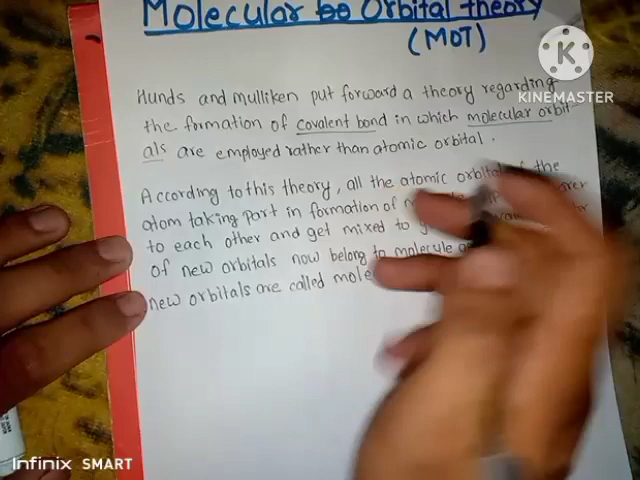 Molecular Orbital theory
(MOT)
KINEMASTER
Hunds and Mulliken put forward a theory regarding
the formation of covalent bond in which molecular orbit-
als are employed rather than atomic orbital.
According to this theory, all the atomic orbital of the
atom taking part in formation of
to each other and get mixed to
of new orbitals now belong to molecule
new orbitals are called
Infinix SMART